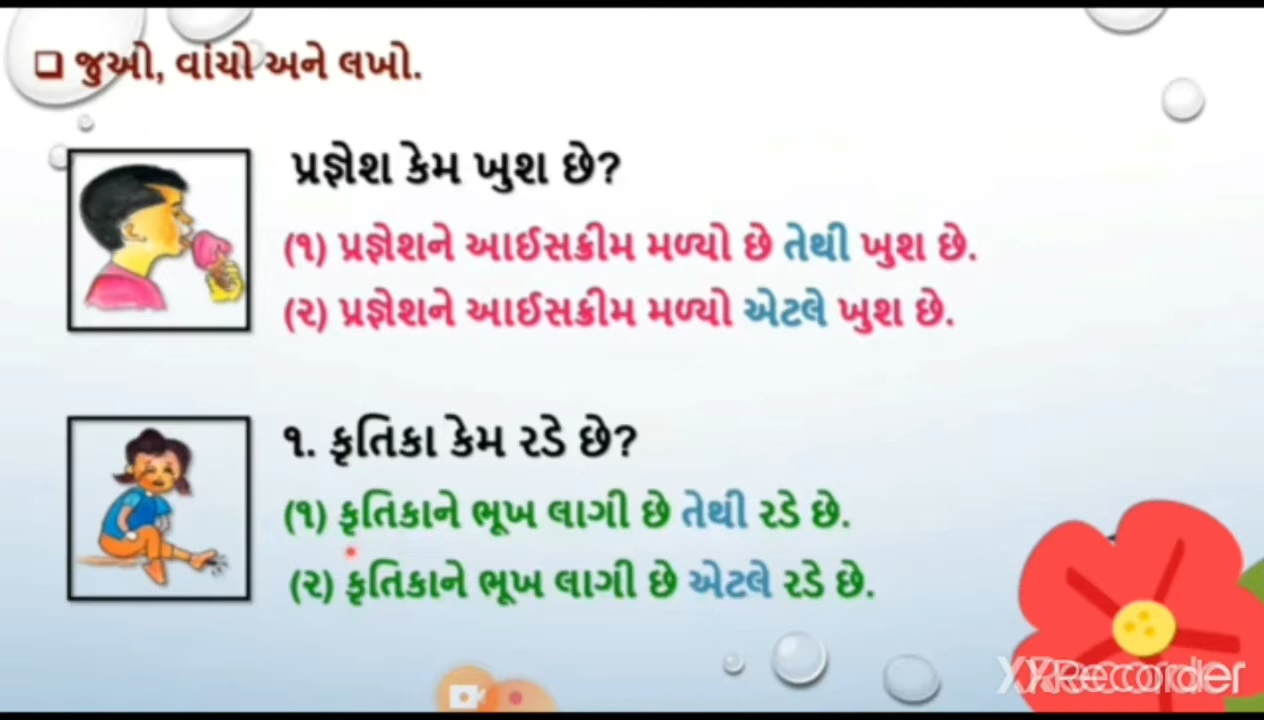 ❑ જુઓ, વાંચો અને લખો.
પ્રજ્ઞેશ કેમ ખુશ છે?
(૧) પ્રજ્ઞેશને આઈસક્રીમ મળ્યો છે તેથી ખુશ છે.
(૨) પ્રજ્ઞેશને આઈસક્રીમ મળ્યો એટલે ખુશ છે.
૧. કૃતિકા કેમ રડે છે?
(૧) કૃતિકાને ભૂખ લાગી છે તેથી રડે છે.
(૨) કૃતિકાને ભૂખ લાગી છે એટલે રડે છે.
XRecorder